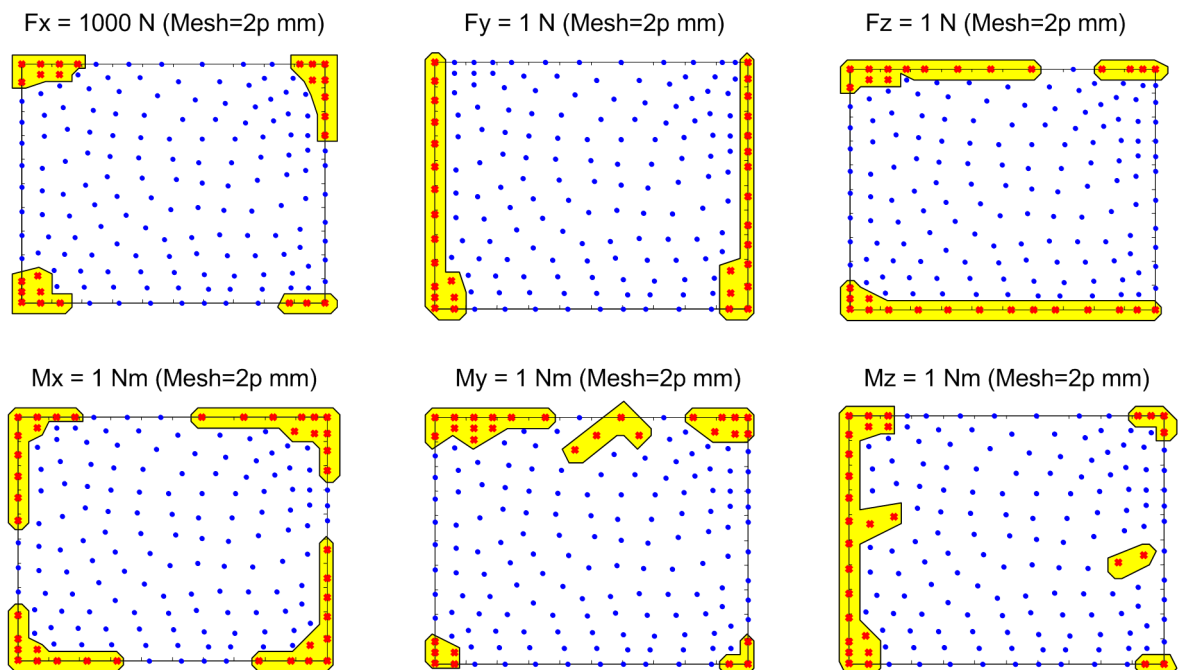 Fx = 1000 N (Mesh=2p mm)
Fy = 1 N (Mesh=2p mm)
Fz = 1 N (Mesh=2p mm)
Mx = 1 Nm (Mesh=2p mm)
My = 1 Nm (Mesh=2p mm)
Mz = 1 Nm (Mesh=2p mm)